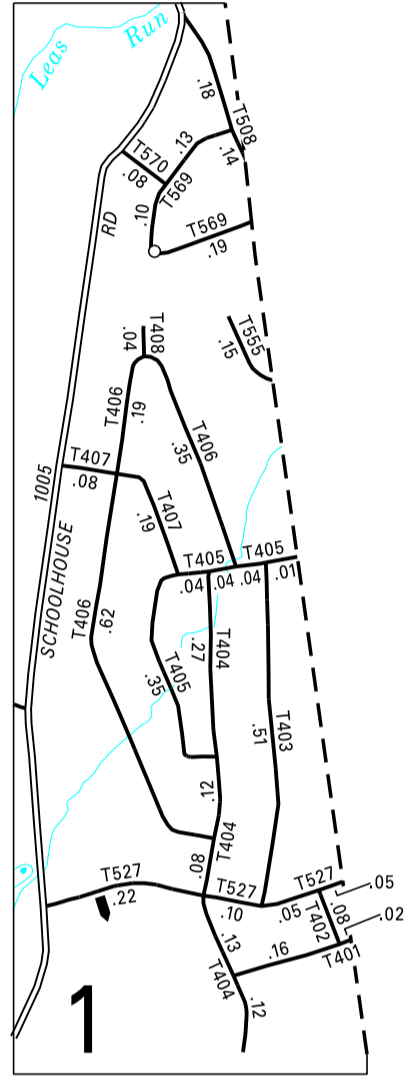 Leas Run
.18
T508
.14
.13
T570
.08
T569
.10
RD
T569
.19
T408
.04
T555
.15
T406
.19
T406
.35
T407
.08
1005
T407
.19
SCHOOLHOUSE
T405
T405
.04
.04
.04
.01
T406
.62
T404
.27
T405
.35
T403
.51
.12
T404
.08
T527
.22
T527
.10
T527
.05
.05
T402
.08
.02
.13
.16
T401
T404
.12
1